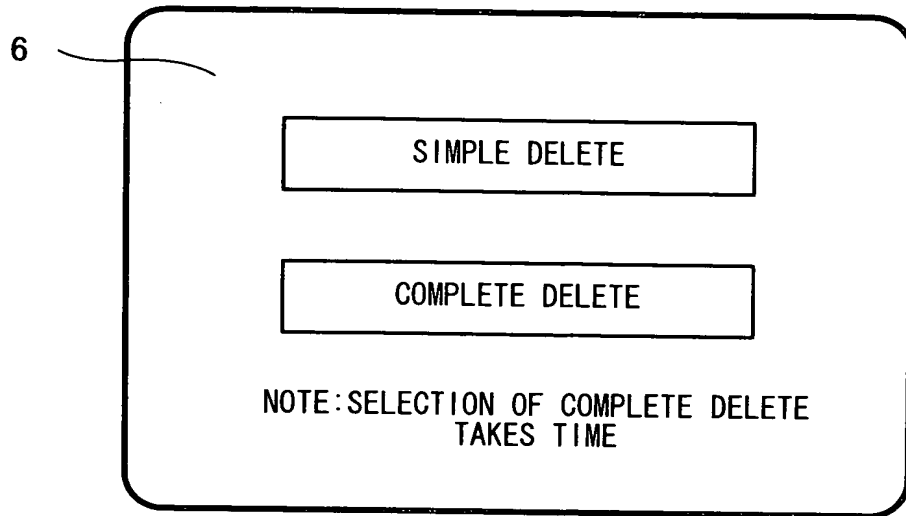 6
SIMPLE DELETE
COMPLETE DELETE
NOTE:SELECTION OF COMPLETE DELETE
TAKES TIME